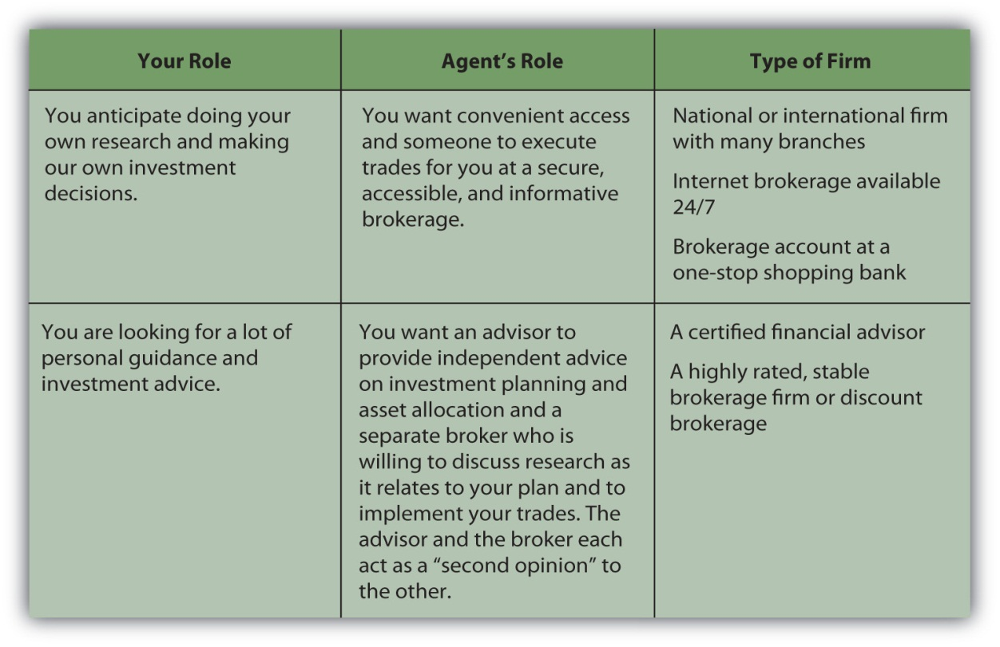 Your Role
Agent’s Role
Type of Firm
You anticipate doing your
own research and making
our own investment
decisions.
You want convenient access
and someone to execute
trades for you at a secure,
accessible, and informative
brokerage.
National or international firm
with many branches
Internet brokerage available
24/7
Brokerage account at a
one-stop shopping bank
You are looking for a lot of
personal guidance and
investment advice.
You want an advisor to
provide independent advice
on investment planning and
asset allocation and a
separate broker who is
willing to discuss research as
it relates to your plan and to
implement your trades. The
advisor and the broker each
act as a “second opinion” to
the other.
A certified financial advisor
A highly rated, stable
brokerage firm or discount
brokerage